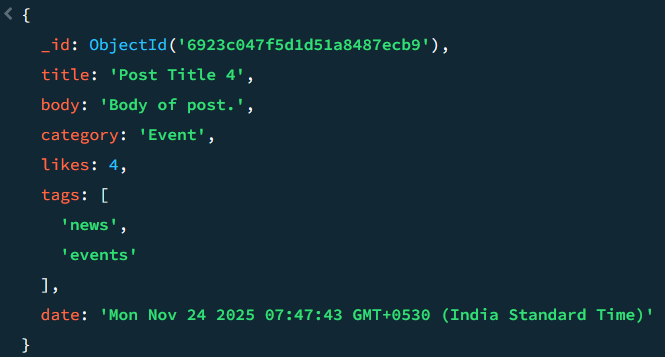 {
_id: ObjectId('6923c047f5d1d51a8487ecb9'),
title: 'Post Title 4',
body: 'Body of post.',
category: 'Event',
likes: 4,
tags: [
'news',
'events'
],
date: 'Mon Nov 24 2025 07:47:43 GMT+0530 (India Standard Time)'
}